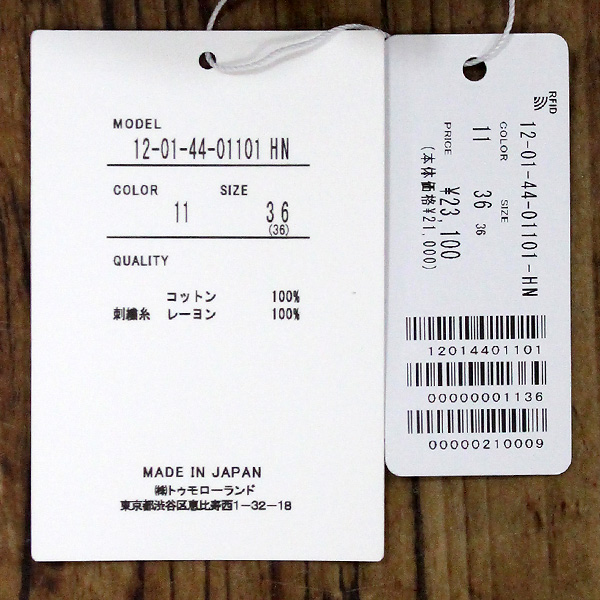 MODEL
12-01-44-01101 HN
COLOR SIZE
11 36
(36)
QUALITY
コットン 100%
刺繍糸 レーヨン 100%
MADE IN JAPAN
㈱トゥモローランド
東京都渋谷区恵比寿西1-32-18
RFID
12-01-44-01101-HN
COLOR SIZE
11 36 36
PRICE ¥23,100
(本体価格¥21,000)
12014401101
00000001136
00000210009